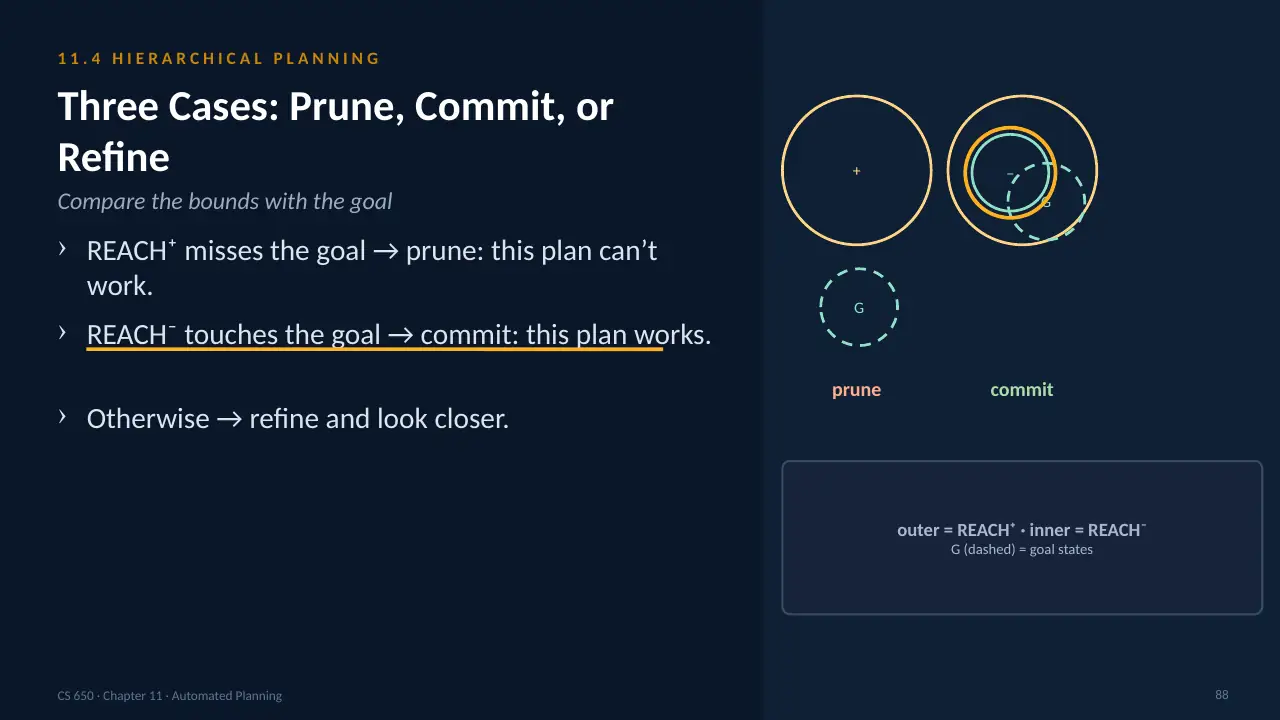 11.4 HIERARCHICAL PLANNING
Three Cases: Prune, Commit, or
Refine
Compare the bounds with the goal
› REACH⁺ misses the goal → prune: this plan can’t
work.
› REACH⁻ touches the goal → commit: this plan works.
› Otherwise → refine and look closer.
+
−
G
G
prune
commit
outer = REACH⁺ · inner = REACH⁻
G (dashed) = goal states
CS 650 · Chapter 11 · Automated Planning
88